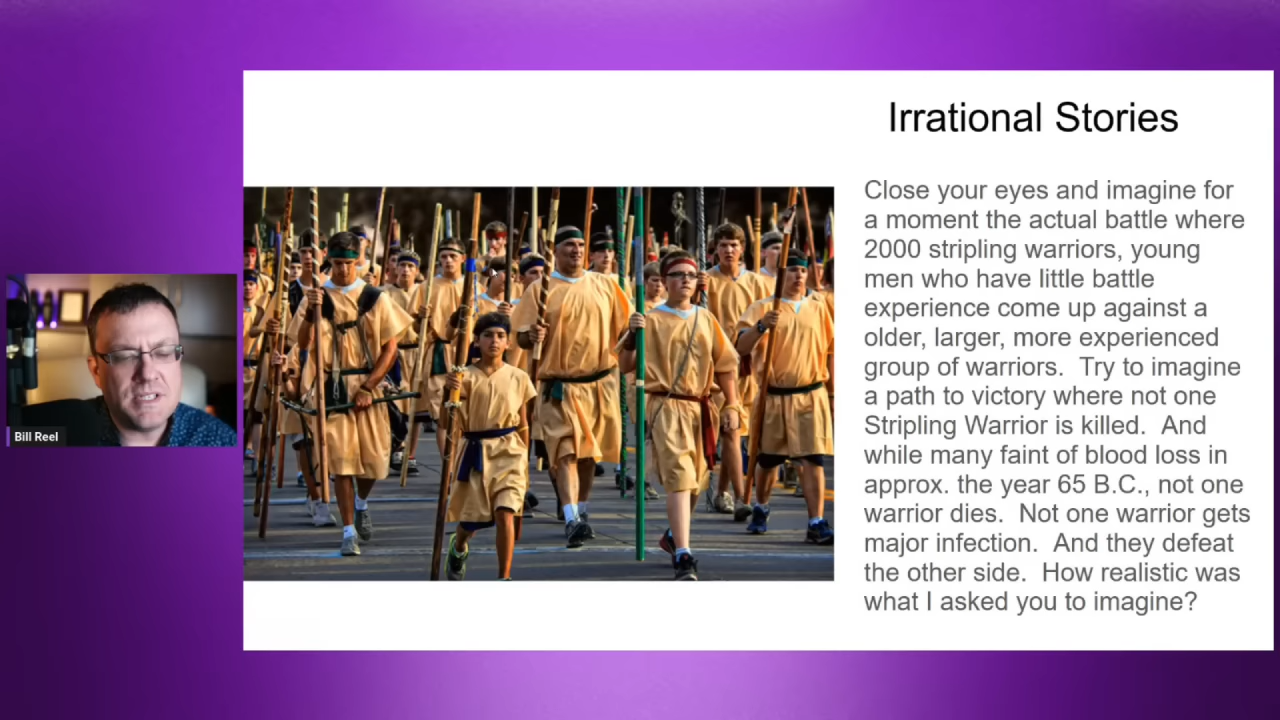 Irrational Stories
Close your eyes and imagine for
a moment the actual battle where
2000 stripling warriors, young
men who have little battle
experience come up against a
older, larger, more experienced
group of warriors.  Try to imagine
a path to victory where not one
Stripling Warrior is killed.  And
while many faint of blood loss in
approx. the year 65 B.C., not one
warrior dies.  Not one warrior gets
major infection.  And they defeat
the other side.  How realistic was
what I asked you to imagine?
Bill Reel